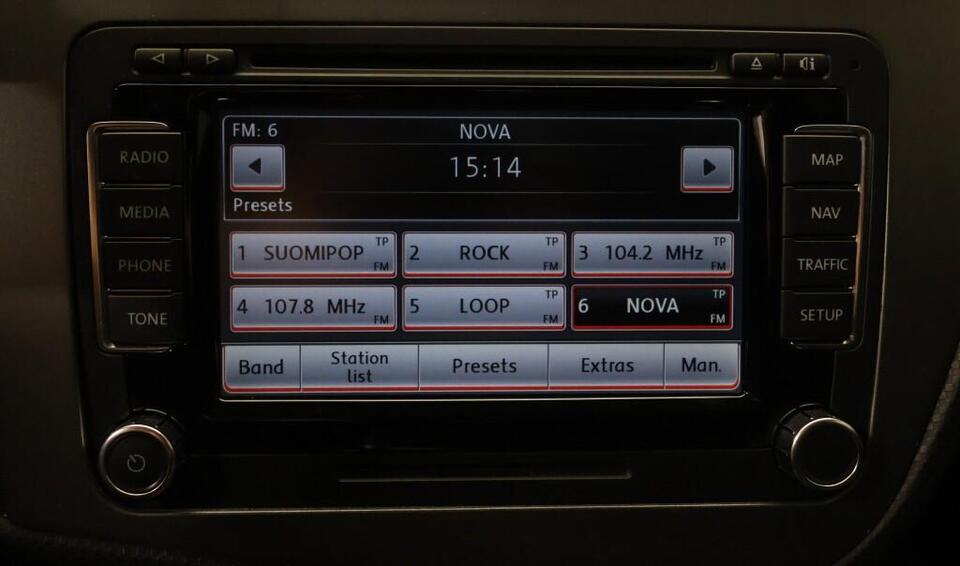 FM: 6
NOVA
15:14
Presets
1 SUOMIPOP TP FM
2 ROCK TP FM
3 104.2 MHz TP FM
4 107.8 MHz FM
5 LOOP TP FM
6 NOVA TP FM
Band
Station
list
Presets
Extras
Man.
RADIO
MEDIA
PHONE
TONE
MAP
NAV
TRAFFIC
SETUP